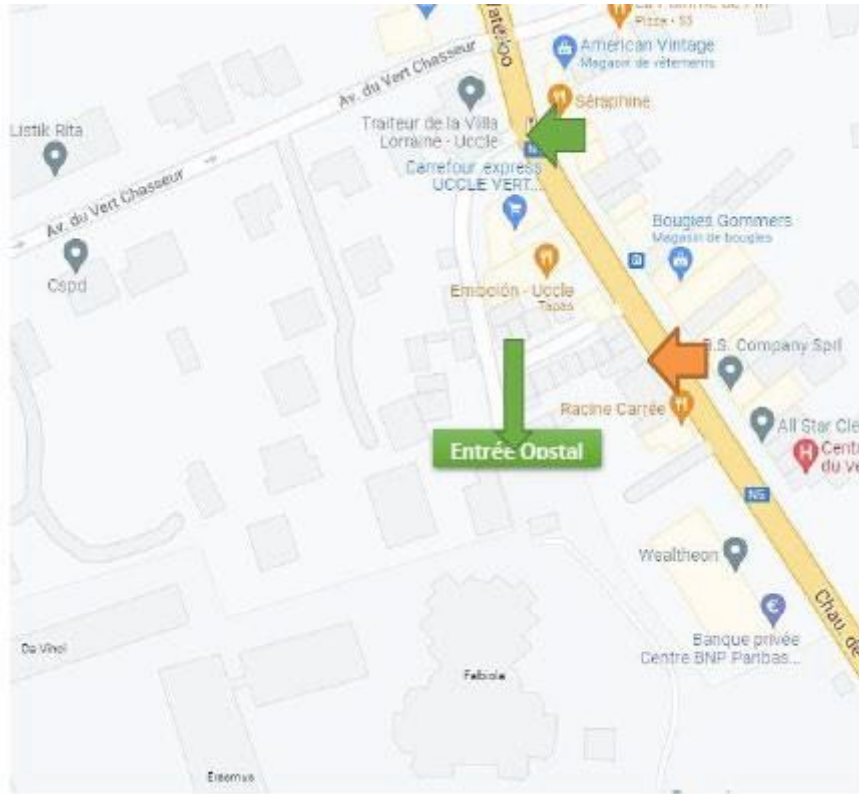 Pizza · $$
American Vintage
Magasin de vêtements
Av. du Vert Chasseur
Séraphine
Listik Rita
Traiteur de la Villa
Lorraine - Uccle
Carrefour express
UCCLE VERT...
Av. du Vert Chasseur
Bougies Gommers
Magasin de bougies
Cspd
Emoción - Uccle
Tapas
B.S. Company Sprl
Racine Carrée
All Star Cle
Entrée Opstal
H
Cent
du Ve
N5
Wealtheon
Chau. de
€
Banque privée
Centre BNP Paribas...
Da Vinci
Fabiola
Erasmus